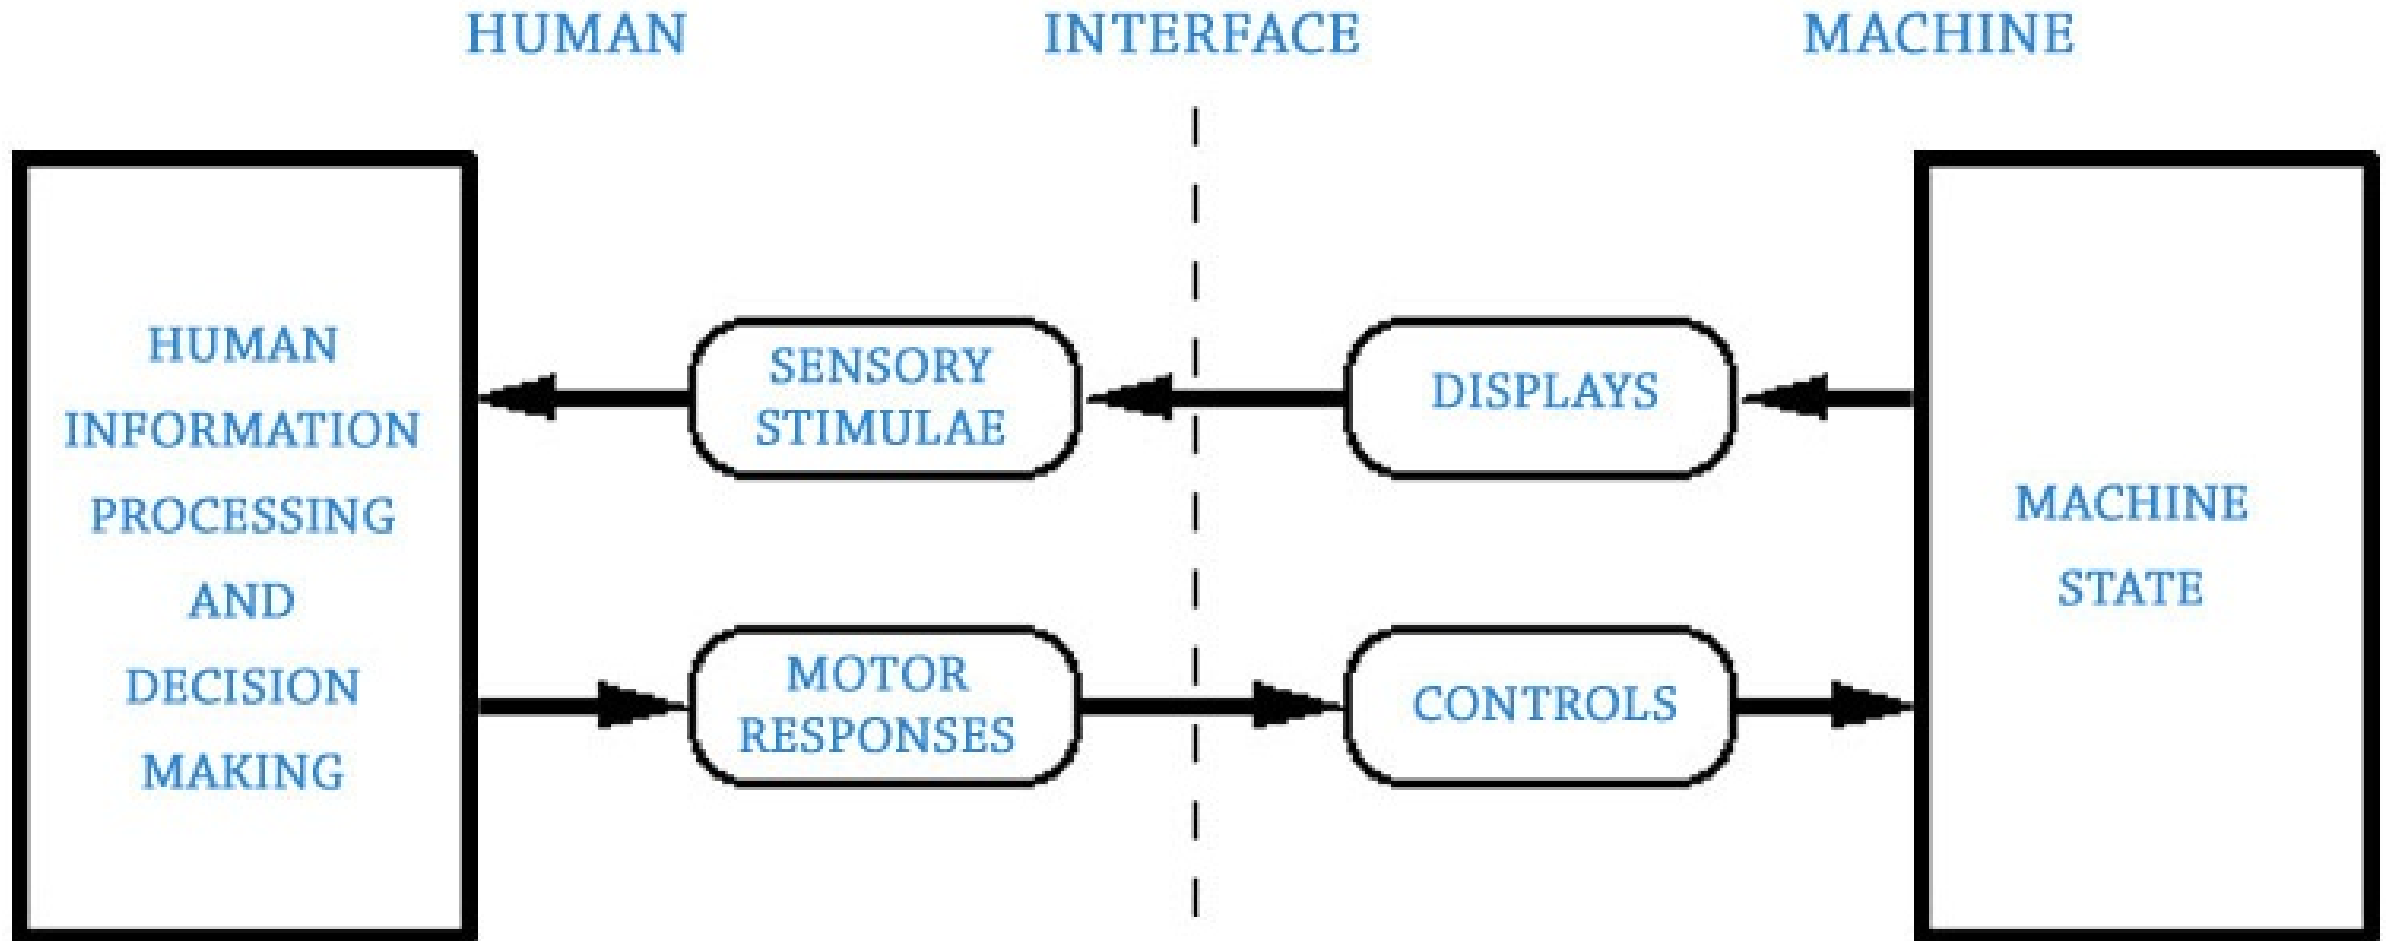 HUMAN
INTERFACE
MACHINE
HUMAN
INFORMATION
PROCESSING
AND
DECISION
MAKING
SENSORY
STIMULAE
DISPLAYS
MOTOR
RESPONSES
CONTROLS
MACHINE
STATE